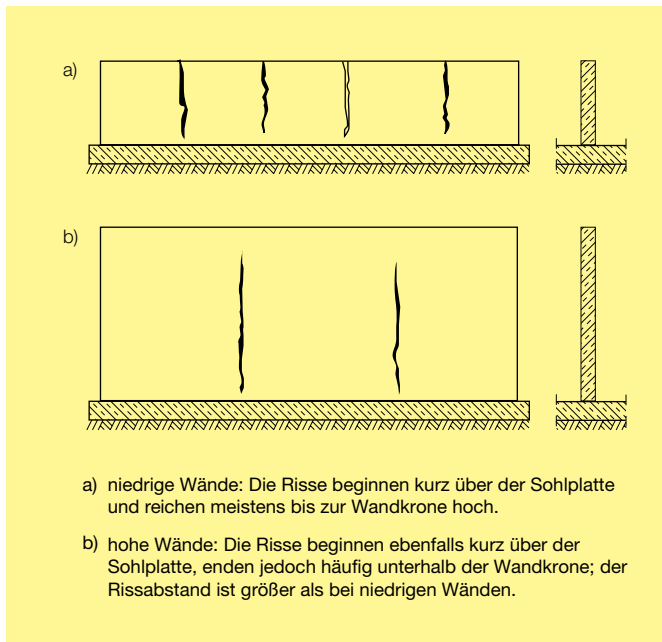 a)
b)
a) niedrige Wände: Die Risse beginnen kurz über der Sohlplatte
und reichen meistens bis zur Wandkrone hoch.
b) hohe Wände: Die Risse beginnen ebenfalls kurz über der
Sohlplatte, enden jedoch häufig unterhalb der Wandkrone; der
Rissabstand ist größer als bei niedrigen Wänden.